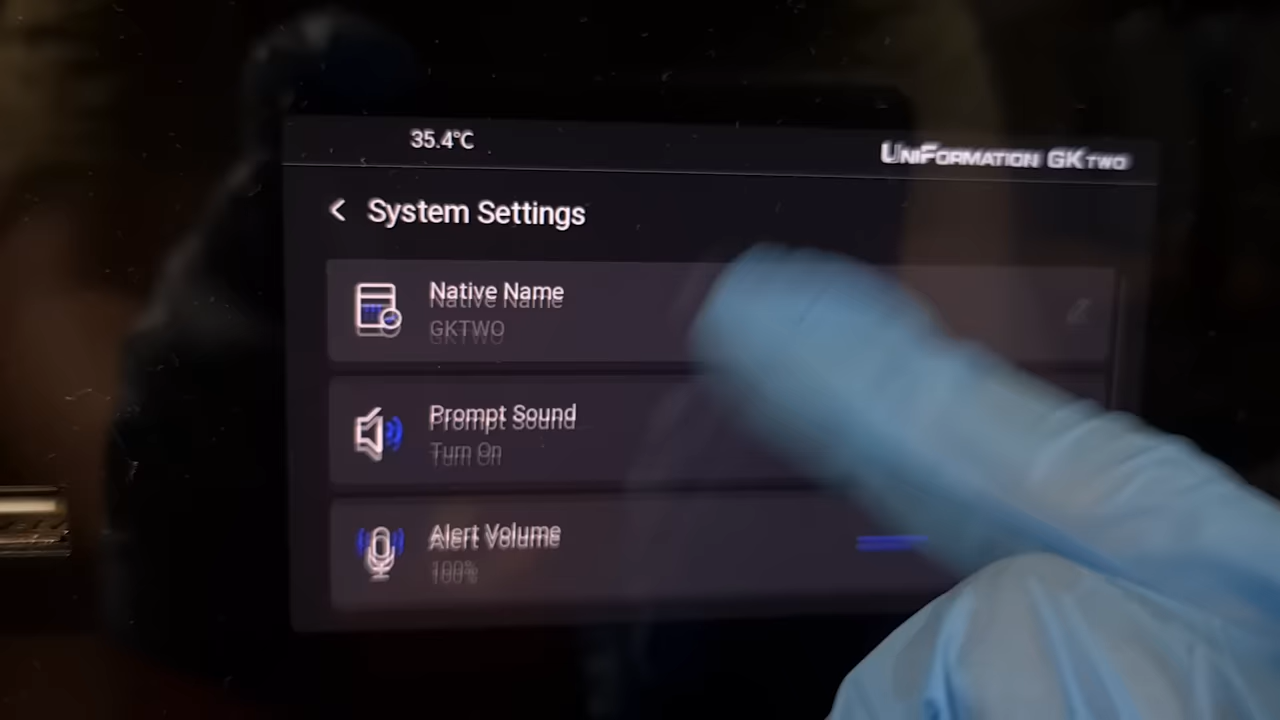 35.4°C
UNIFORMATION GKTWO
System Settings
Native Name
GKTWO
Prompt Sound
Turn On
Alert Volume
100%